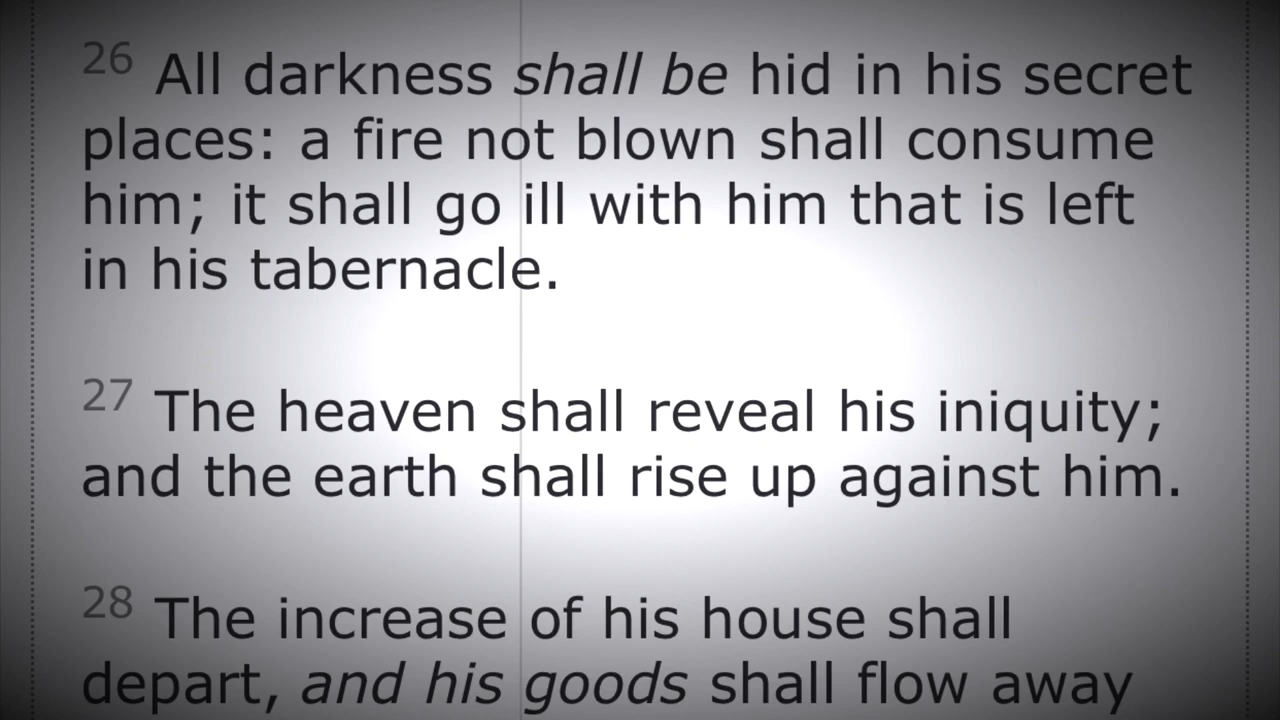 26 All darkness shall be hid in his secret
places: a fire not blown shall consume
him; it shall go ill with him that is left
in his tabernacle.
27 The heaven shall reveal his iniquity;
and the earth shall rise up against him.
28 The increase of his house shall
depart, and his goods shall flow away